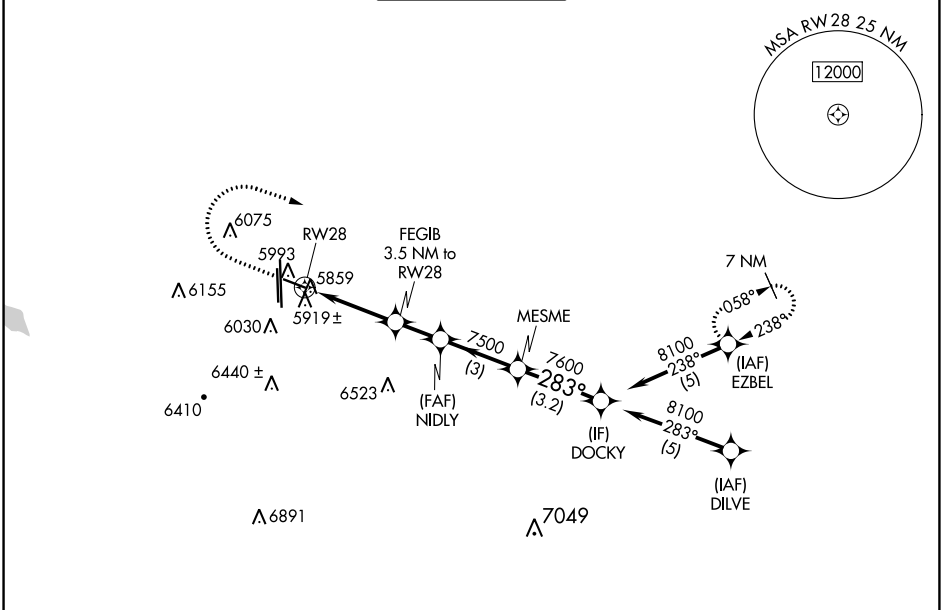 MSA RW28 25 NM
12000
6075
RW28
5993
5859
FEGIB
3.5 NM to
RW28
7 NM
6155
058°
5919±
MESME
238°
6030
7500
(3)
8100
238°
(5)
(IAF)
EZBEL
7600
283°
(3.2)
6440 ±
6523
6410
(FAF)
NIDLY
8100
283°
(5)
(IF)
DOCKY
(IAF)
DILVE
6891
7049